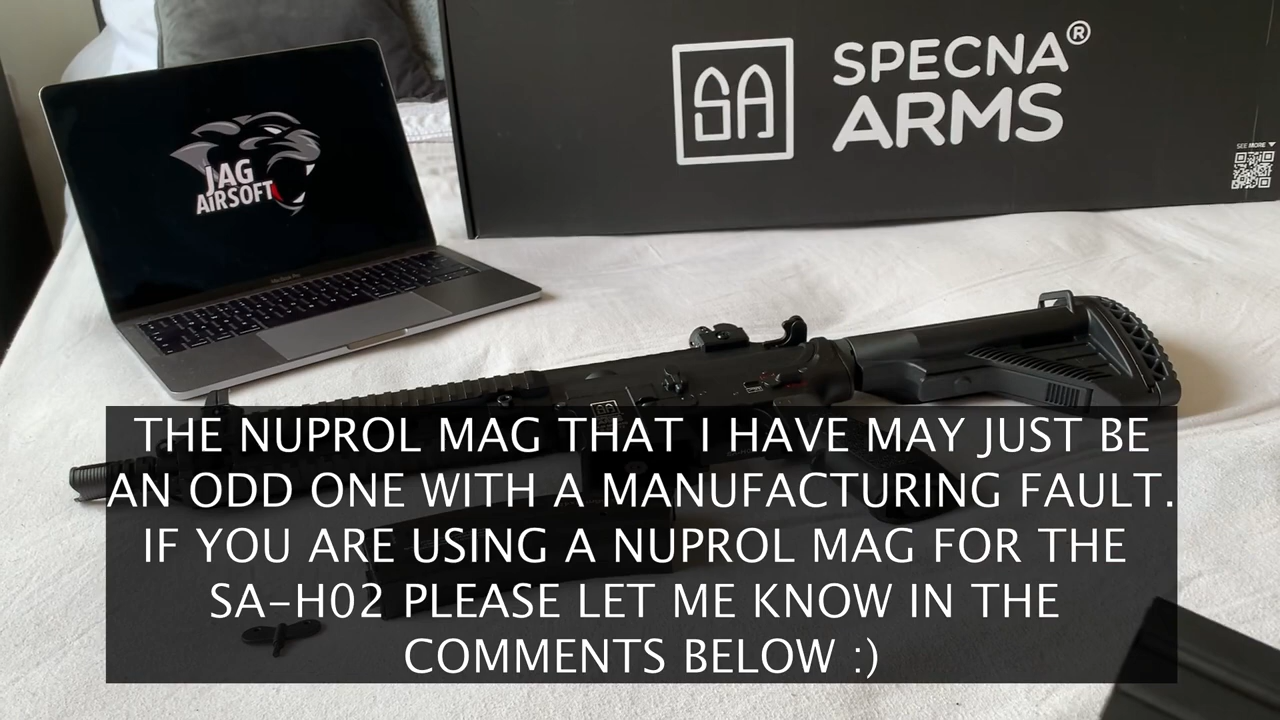 SA
SPECNA®
ARMS
SEE MORE
JAG
AIRSOFT
THE NUPROL MAG THAT I HAVE MAY JUST BE
AN ODD ONE WITH A MANUFACTURING FAULT.
IF YOU ARE USING A NUPROL MAG FOR THE
SA-H02 PLEASE LET ME KNOW IN THE
COMMENTS BELOW :)